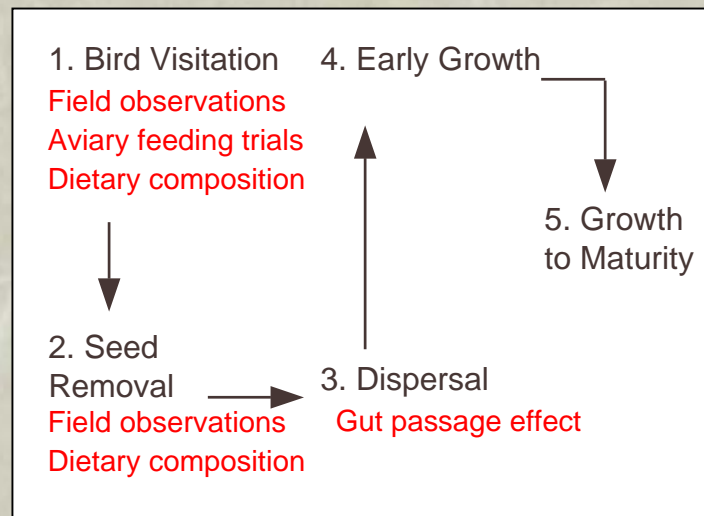 1. Bird Visitation
Field observations
Aviary feeding trials
Dietary composition
2. Seed
Removal
Field observations
Dietary composition
3. Dispersal
Gut passage effect
4. Early Growth
5. Growth
to Maturity